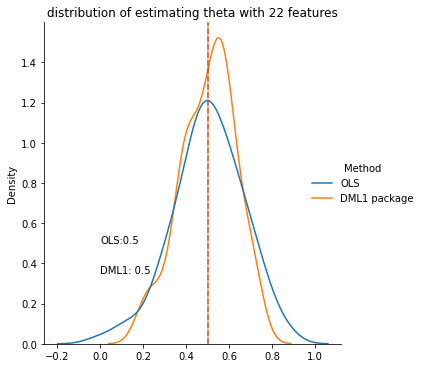 distribution of estimating theta with 22 features
Density
1.4
1.2
1.0
0.8
0.6
0.4
0.2
0.0
OLS:0.5
DML1: 0.5
Method
OLS
DML1 package
-0.2 0.0 0.2 0.4 0.6 0.8 1.0